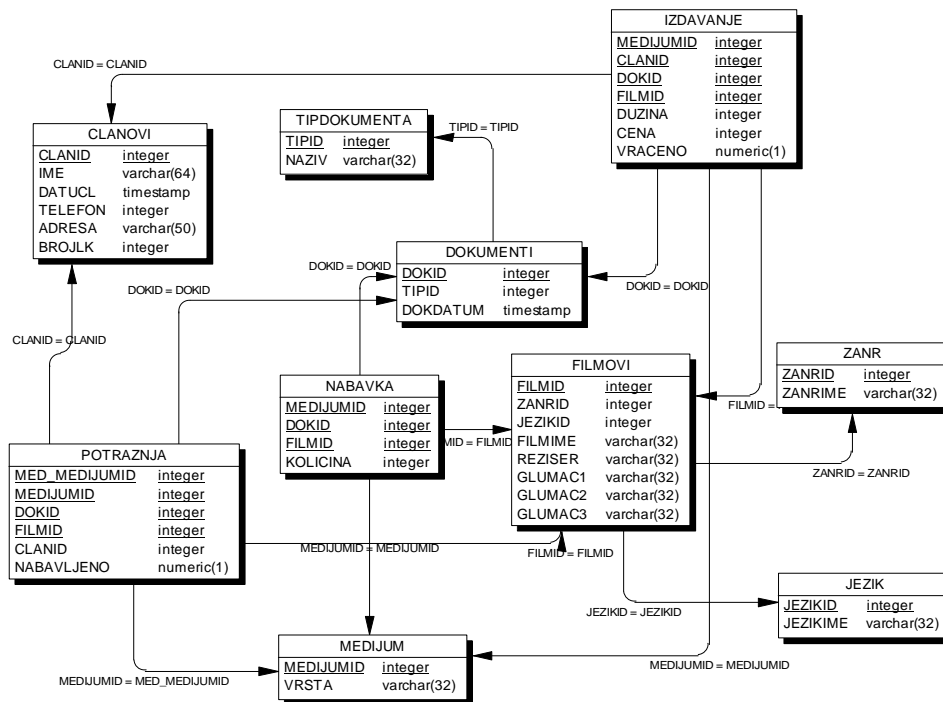 IZDAVANJE
MEDIJUMID integer
CLANID integer
DOKID integer
FILMID integer
DUZINA integer
CENA integer
VRACENO numeric(1)
CLANID = CLANID
CLANOVI
CLANID integer
IME varchar(64)
DATUCL timestamp
TELEFON integer
ADRESA varchar(50)
BROJLK integer
TIPDOKUMENTA
TIPID integer
NAZIV varchar(32)
TIPID = TIPID
DOKUMENTI
DOKID integer
TIPID integer
DOKDATUM timestamp
DOKID = DOKID
DOKID = DOKID
DOKID = DOKID
CLANID = CLANID
FILMOVI
FILMID integer
ZANRID integer
JEZIKID integer
FILMIME varchar(32)
REZISER varchar(32)
GLUMAC1 varchar(32)
GLUMAC2 varchar(32)
GLUMAC3 varchar(32)
ZANR
ZANRID integer
ZANRIME varchar(32)
FILMID =
NABAVKA
MEDIJUMID integer
DOKID integer
FILMID integer
KOLICINA integer
MID = FILMID
ZANRID = ZANRID
POTRAZNJA
MED_MEDIJUMID integer
MEDIJUMID integer
DOKID integer
FILMID integer
CLANID integer
NABAVLJENO numeric(1)
MEDIJUMID = MEDIJUMID
FILMID = FILMID
JEZIK
JEZIKID integer
JEZIKIME varchar(32)
JEZIKID = JEZIKID
MEDIJUM
MEDIJUMID integer
VRSTA varchar(32)
MEDIJUMID = MED_MEDIJUMID
MEDIJUMID = MEDIJUMID